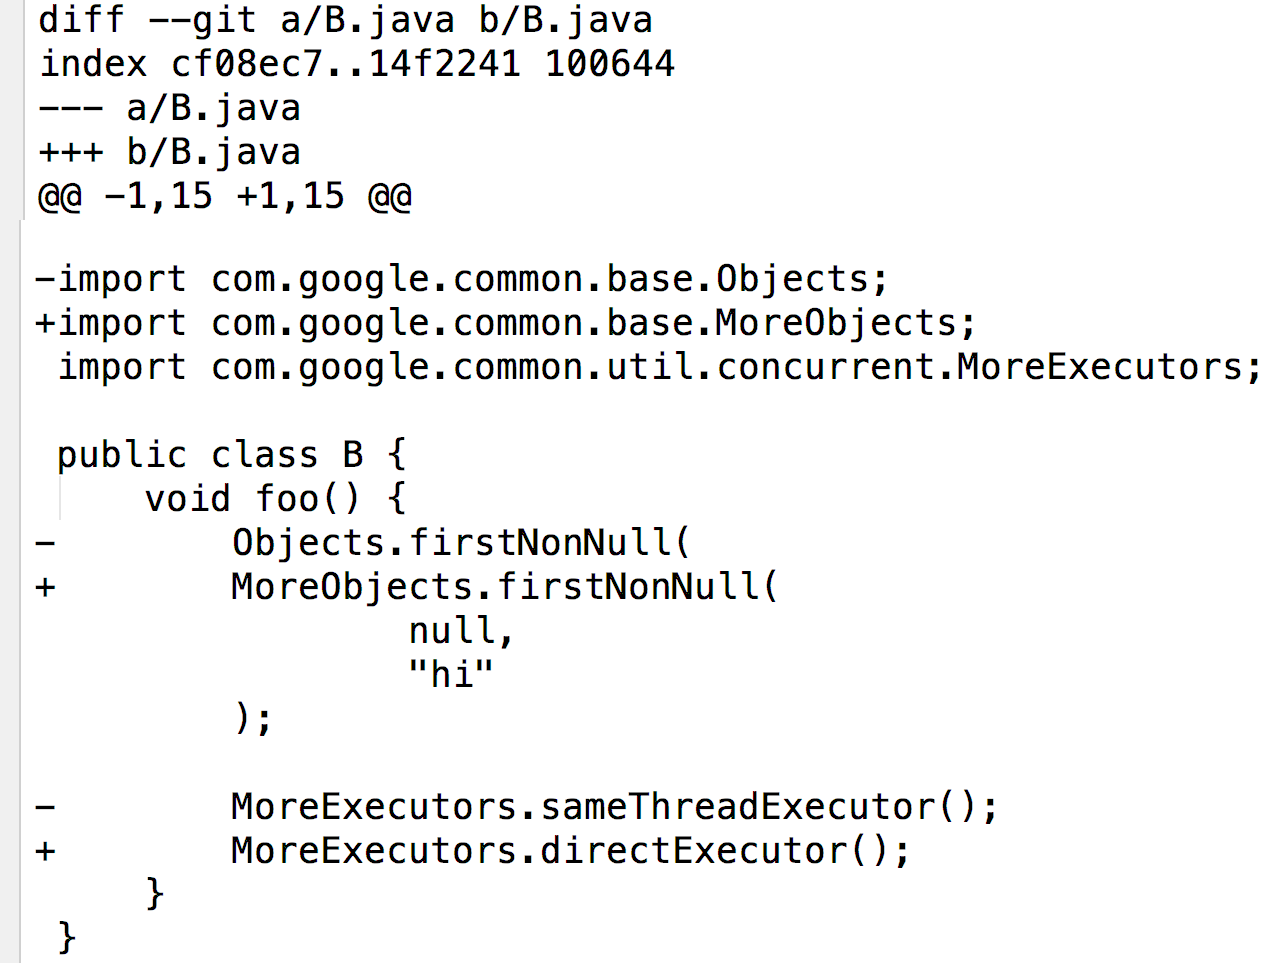 diff --git a/B.java b/B.java
index cf08ec7..14f2241 100644
--- a/B.java
+++ b/B.java
@@ -1,15 +1,15 @@

-import com.google.common.base.Objects;
+import com.google.common.base.MoreObjects;
 import com.google.common.util.concurrent.MoreExecutors;

 public class B {
     void foo() {
-        Objects.firstNonNull(
+        MoreObjects.firstNonNull(
                 null,
                 "hi"
         );

-        MoreExecutors.sameThreadExecutor();
+        MoreExecutors.directExecutor();
     }
 }